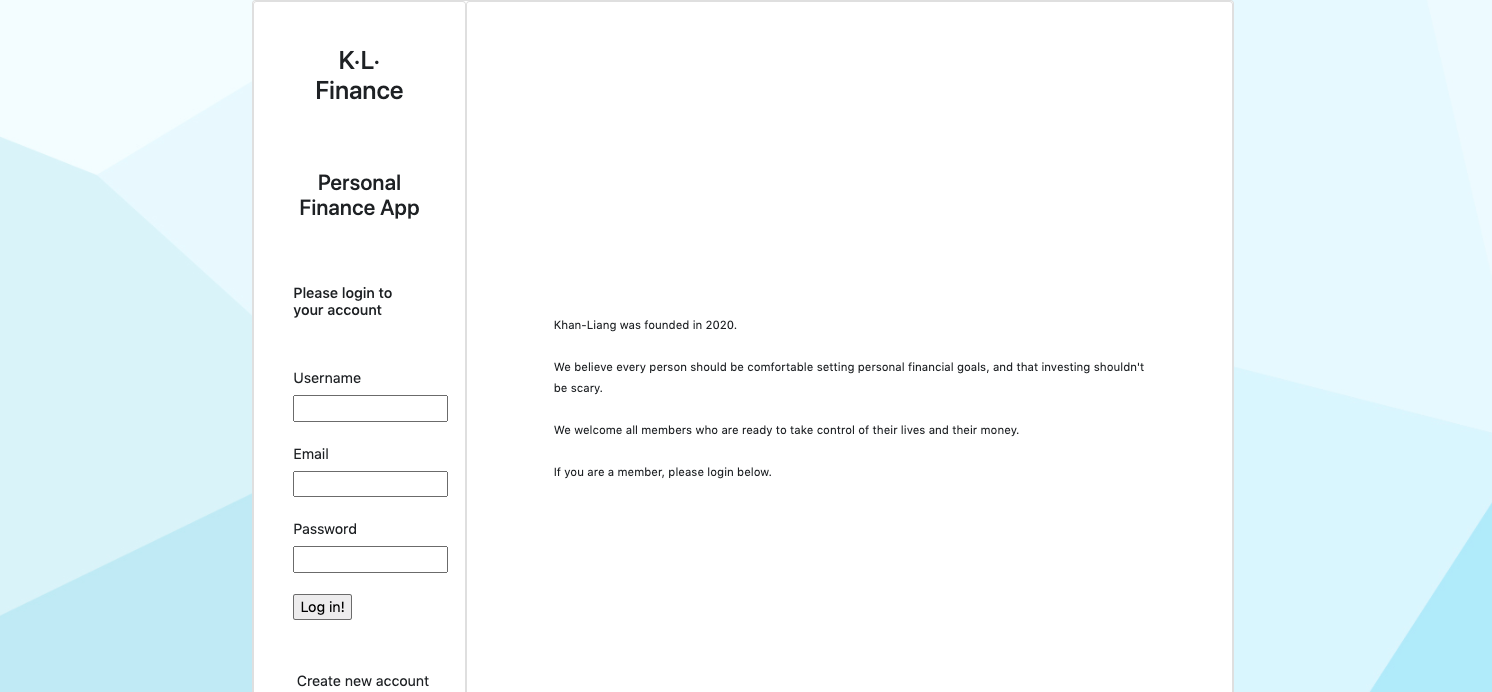 K·L·
Finance
Personal
Finance App
Please login to
your account
Username
Email
Password
Log in!
Create new account
Khan-Liang was founded in 2020.
We believe every person should be comfortable setting personal financial goals, and that investing shouldn't
be scary.
We welcome all members who are ready to take control of their lives and their money.
If you are a member, please login below.